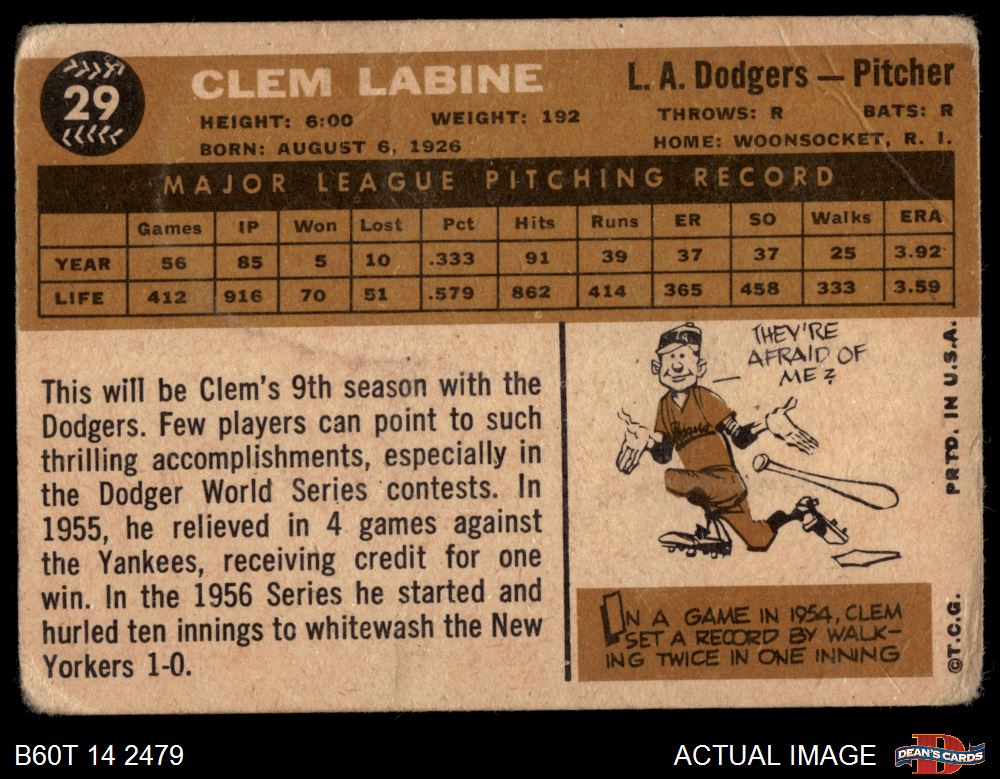 29
CLEM LABINE
L. A. Dodgers — Pitcher
HEIGHT: 6:00 WEIGHT: 192 THROWS: R BATS: R
BORN: AUGUST 6, 1926 HOME: WOONSOCKET, R. I.
MAJOR LEAGUE PITCHING RECORD
Games IP Won Lost Pct Hits Runs ER SO Walks ERA
YEAR 56 85 5 10 .333 91 39 37 37 25 3.92
LIFE 412 916 70 51 .579 862 414 365 458 333 3.59
This will be Clem's 9th season with the
Dodgers. Few players can point to such
thrilling accomplishments, especially in
the Dodger World Series contests. In
1955, he relieved in 4 games against
the Yankees, receiving credit for one
win. In the 1956 Series he started and
hurled ten innings to whitewash the New
Yorkers 1-0.
THEY'RE
AFRAID OF
ME?
Dodgers
IN A GAME IN 1954, CLEM
SET A RECORD BY WALK-
ING TWICE IN ONE INNING
©T.C.G. PRTD. IN U.S.A.
B60T 14 2479
ACTUAL IMAGE
D
DEAN'S CARDS